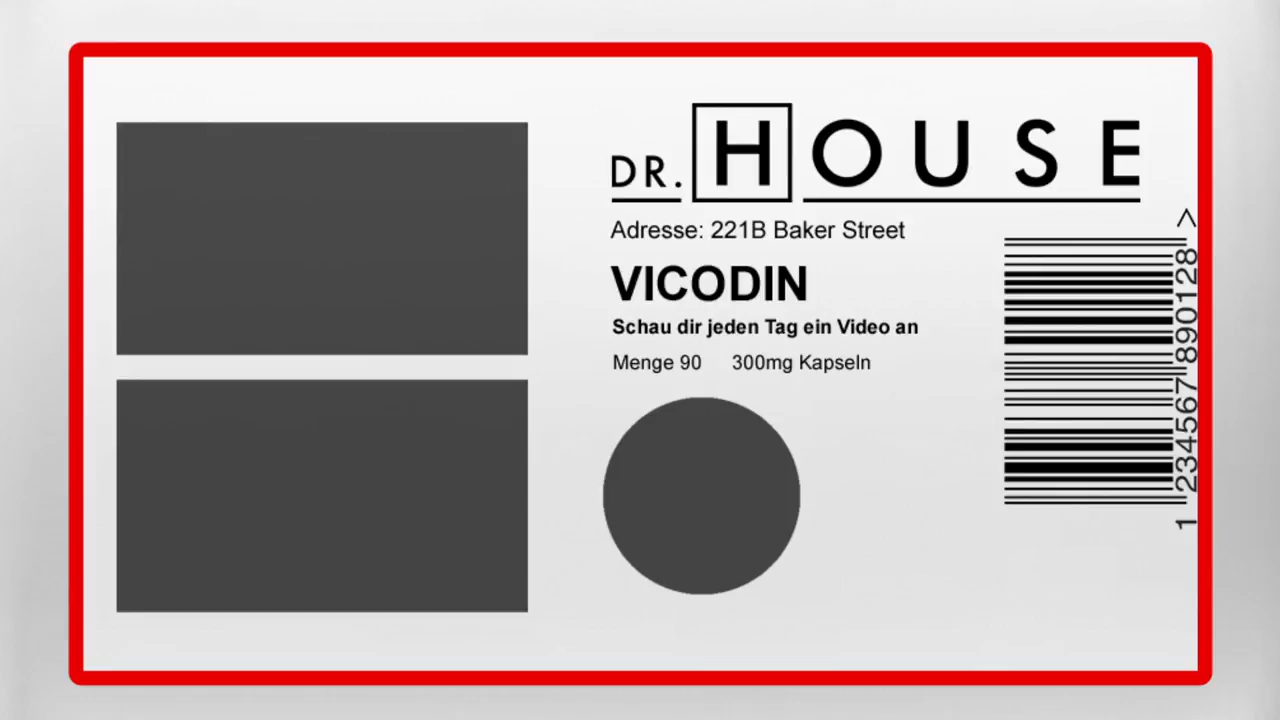 DR. HOUSE
Adresse: 221B Baker Street
VICODIN
Schau dir jeden Tag ein Video an
Menge 90 300mg Kapseln
1 234567 890128 >